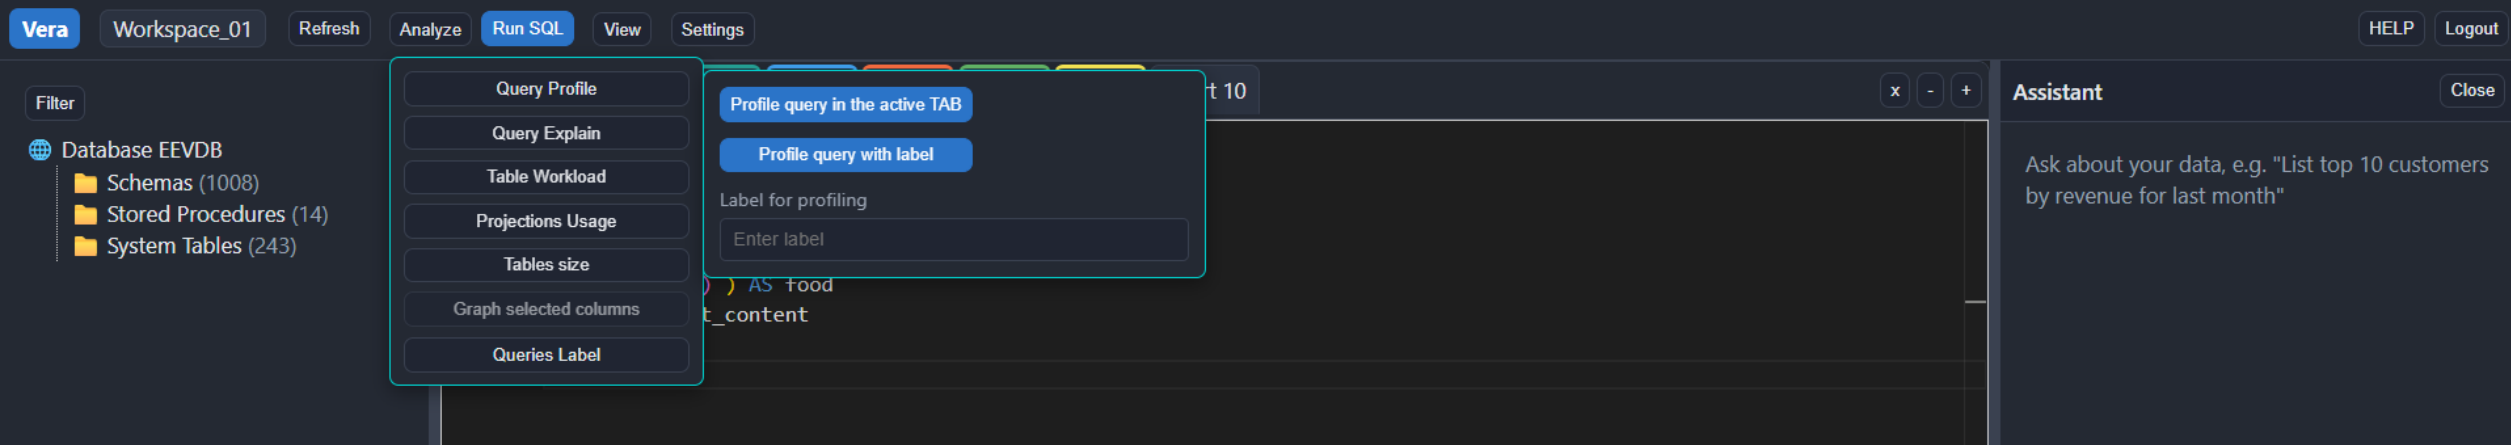 Vera Workspace_01 Refresh Analyze Run SQL View Settings HELP Logout
Filter
Database EEVDB
Schemas (1008)
Stored Procedures (14)
System Tables (243)
Query Profile
Query Explain
Table Workload
Projections Usage
Tables size
Graph selected columns
Queries Label
Profile query in the active TAB
Profile query with label
Label for profiling
Enter label
10
x - +
) ) AS food
t_content
Assistant Close
Ask about your data, e.g. "List top 10 customers
by revenue for last month"